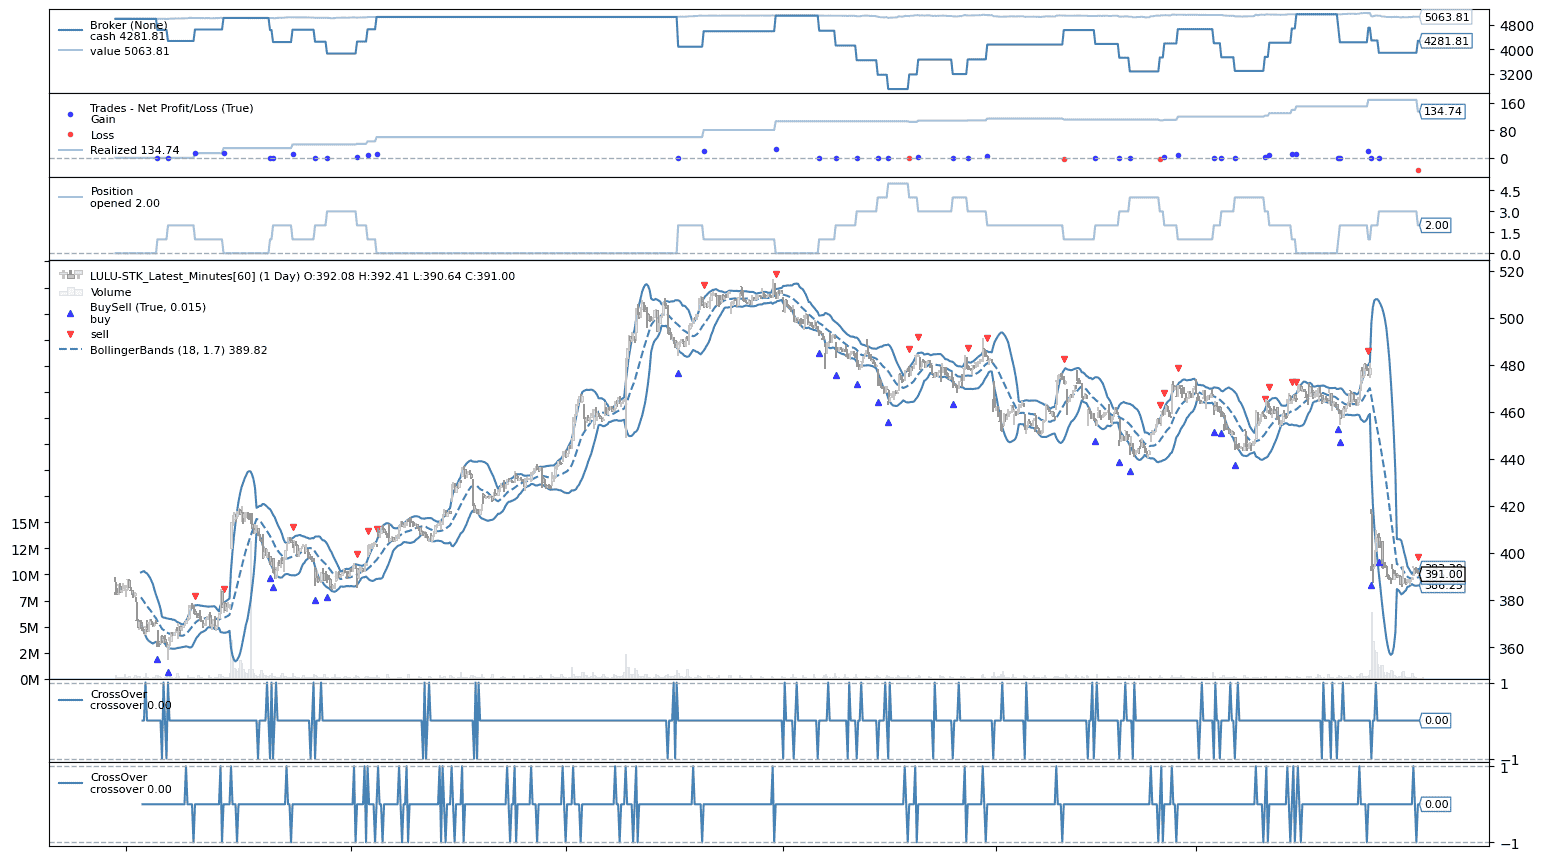 Broker (None)
cash 4281.81
value 5063.81
5063.81
4281.81
4800
4000
3200
Trades - Net Profit/Loss (True)
Gain
Loss
Realized 134.74
134.74
160
80
0
Position
opened 2.00
2.00
4.5
3.0
1.5
0.0
LULU-STK_Latest_Minutes[60] (1 Day) O:392.08 H:392.41 L:390.64 C:391.00
Volume
BuySell (True, 0.015)
buy
sell
BollingerBands (18, 1.7) 389.82
520
500
480
460
440
420
400
380
360
391.00
15M
12M
10M
7M
5M
2M
0M
CrossOver
crossover 0.00
0.00
1
−1
CrossOver
crossover 0.00
0.00
1
−1